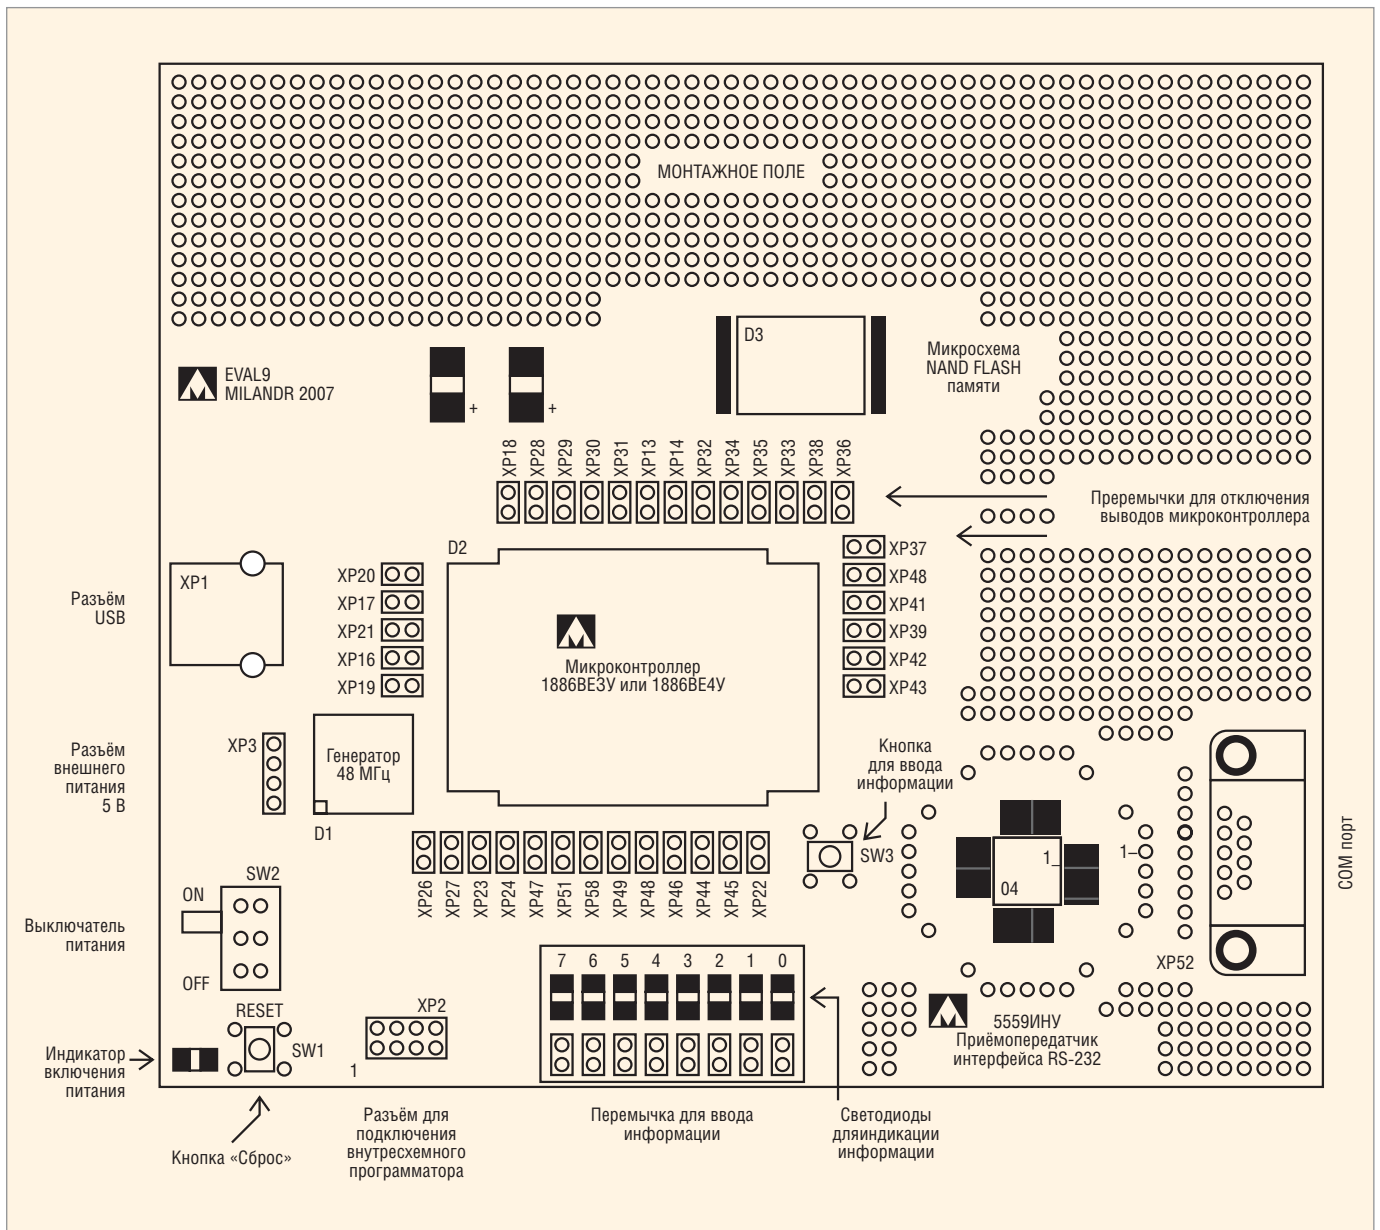 МОНТАЖНОЕ ПОЛЕ
D3
Микросхема
NAND FLASH
памяти
EVAL9
MILANDR 2007
+
+
XP18
XP28
XP29
XP30
XP31
XP13
XP14
XP32
XP34
XP35
XP33
XP38
XP36
Преремычки для отключения
выводов микроконтроллера
D2
XP37
XP48
XP41
XP39
XP42
XP43
XP1
Разъём
USB
XP20
XP17
XP21
XP16
XP19
Микроконтроллер
1886ВЕ3У или 1886ВЕ4У
Разъём
внешнего
питания
5 В
XP3
Генератор
48 МГц
D1
Кнопка
для ввода
информации
SW3
XP26
XP27
XP23
XP24
XP47
XP51
XP58
XP49
XP48
XP46
XP44
XP45
XP22
1_
04
1–
COM порт
XP52
SW2
ON
OFF
Выключатель
питания
RESET
SW1
Индикатор
включения
питания
XP2
1
7 6 5 4 3 2 1 0
5559ИНУ
Приёмопередатчик
интерфейса RS-232
Кнопка «Сброс»
Разъём для
подключения
внутресхемного
программатора
Перемычка для ввода
информации
Светодиоды
дляиндикации
информации